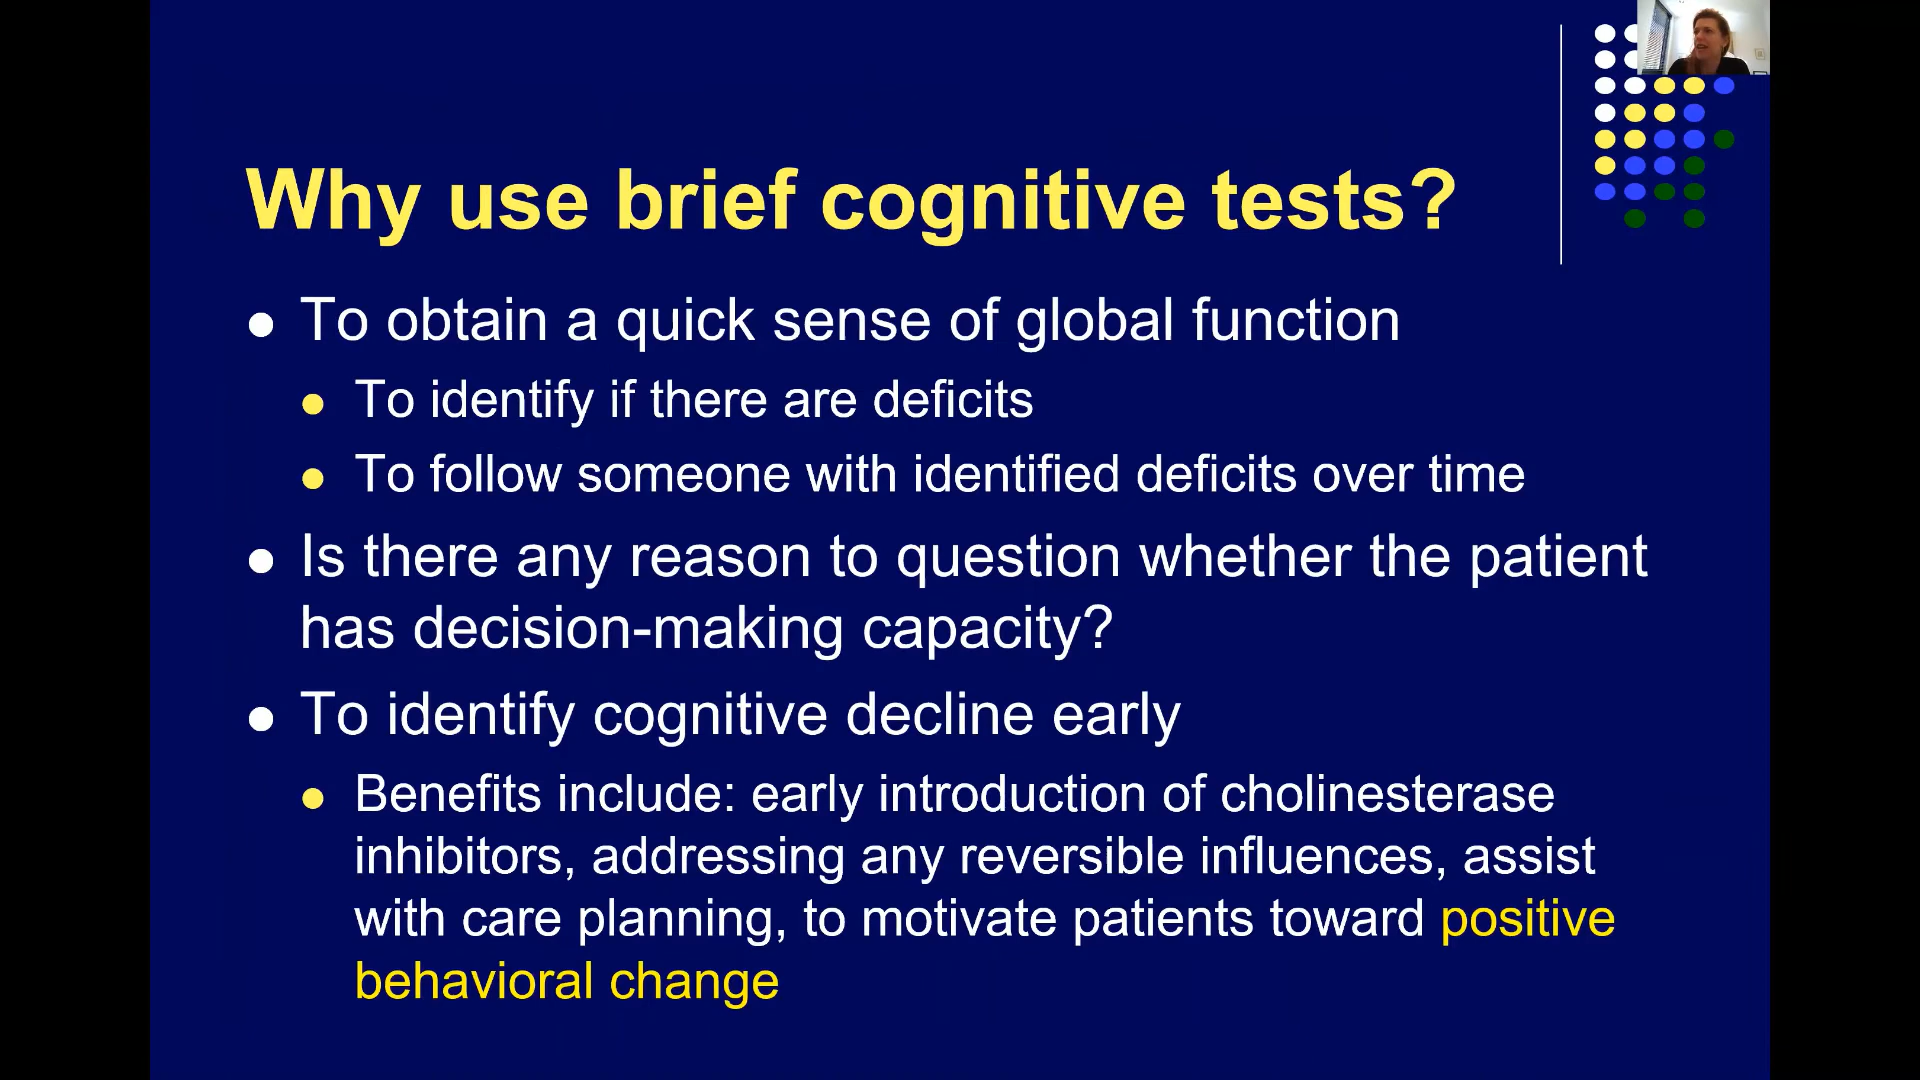 Why use brief cognitive tests?
To obtain a quick sense of global function
To identify if there are deficits
To follow someone with identified deficits over time
Is there any reason to question whether the patient
has decision-making capacity?
To identify cognitive decline early
Benefits include: early introduction of cholinesterase
inhibitors, addressing any reversible influences, assist
with care planning, to motivate patients toward positive
behavioral change